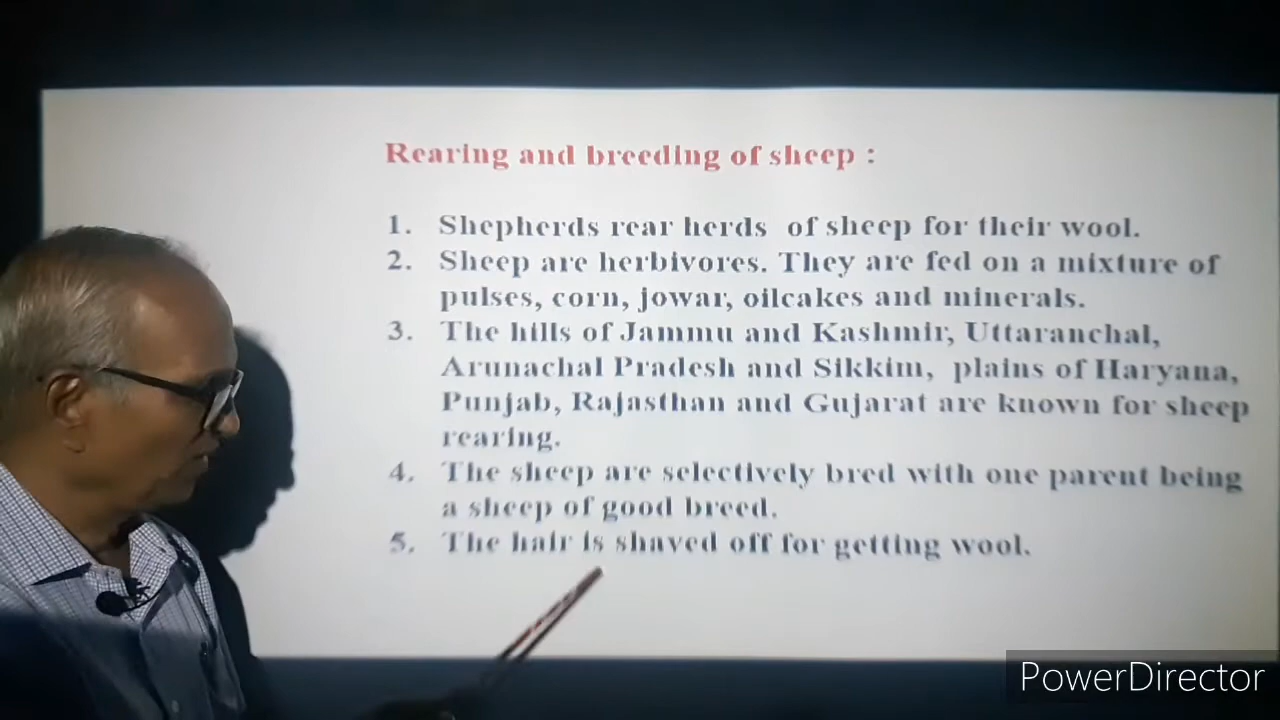 Rearing and breeding of sheep :
1. Shepherds rear herds of sheep for their wool.
2. Sheep are herbivores. They are fed on a mixture of
pulses, corn, jowar, oilcakes and minerals.
3. The hills of Jammu and Kashmir, Uttaranchal,
Arunachal Pradesh and Sikkim, plains of Haryana,
Punjab, Rajasthan and Gujarat are known for sheep
rearing.
4. The sheep are selectively bred with one parent being
a sheep of good breed.
5. The hair is shaved off for getting wool.
PowerDirector